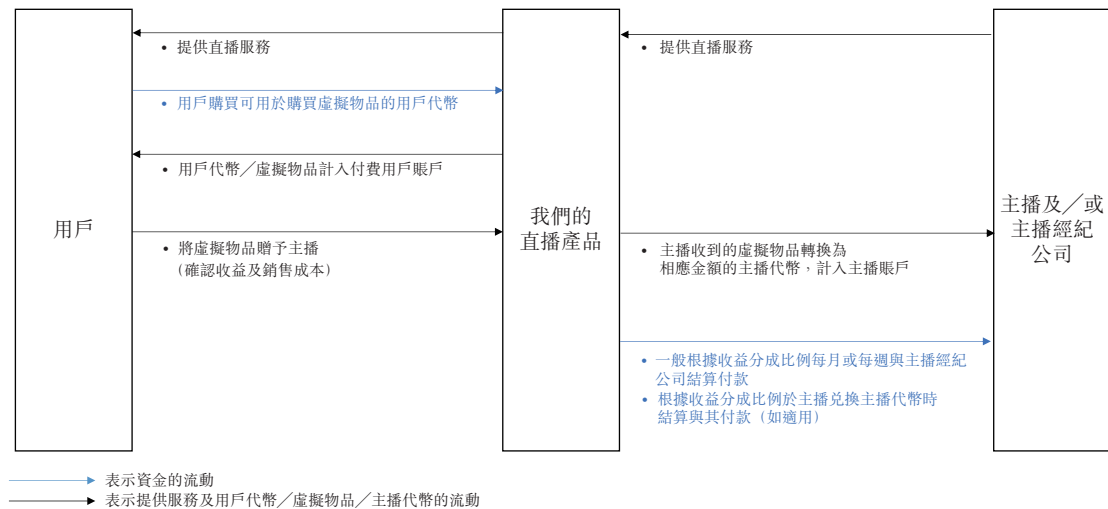 • 提供直播服務
• 用戶購買可用於購買虛擬物品的用戶代幣
• 用戶代幣／虛擬物品計入付費用戶賬戶
用戶
• 將虛擬物品贈予主播
(確認收益及銷售成本)
我們的
直播產品
• 提供直播服務
• 主播收到的虛擬物品轉換為
相應金額的主播代幣，計入主播賬戶
• 一般根據收益分成比例每月或每週與主播經紀
公司結算付款
• 根據收益分成比例於主播兌換主播代幣時
結算與其付款（如適用）
主播及／或
主播經紀
公司
表示資金的流動
表示提供服務及用戶代幣／虛擬物品／主播代幣的流動